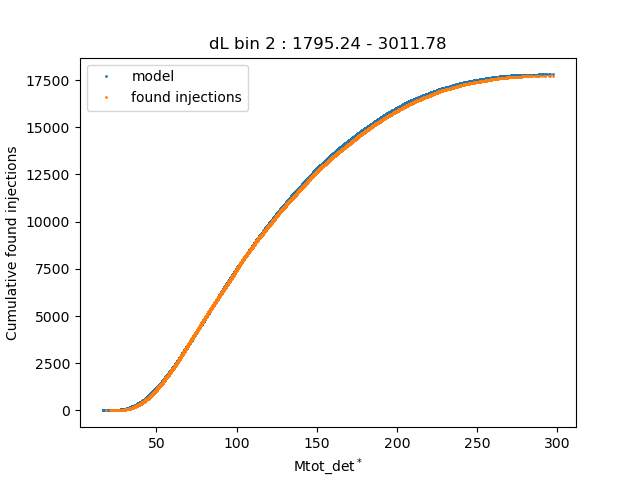 dL bin 2 : 1795.24 - 3011.78
model
found injections
Cumulative found injections
17500
15000
12500
10000
7500
5000
2500
0
50 100 150 200 250 300
Mtot_det*